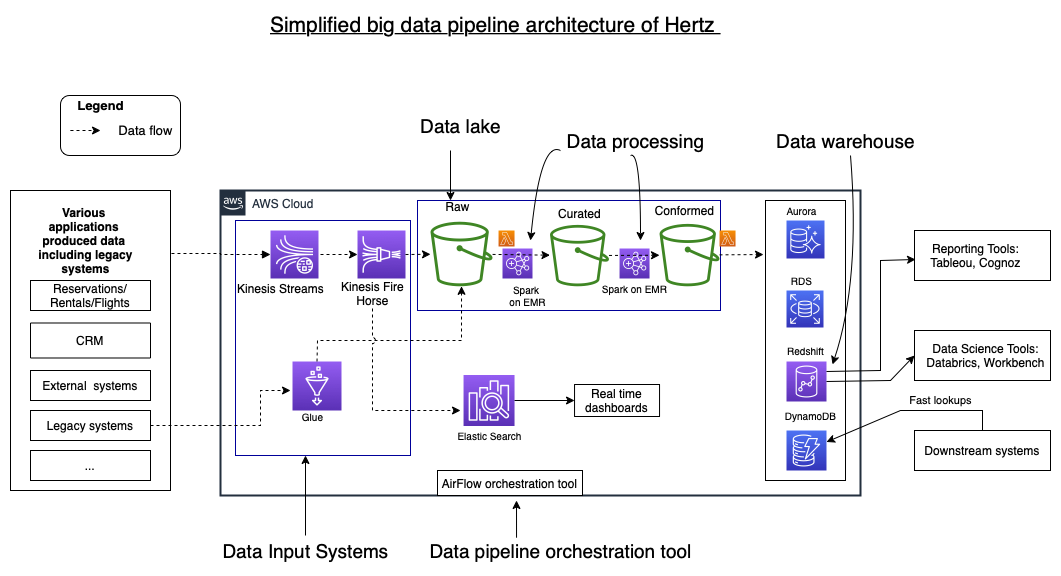 Simplified big data pipeline architecture of Hertz
Legend
Data flow
Data lake
Data processing
Data warehouse
Various
applications
produced data
including legacy
systems
Reservations/
Rentals/Flights
CRM
External systems
Legacy systems
...
aws
AWS Cloud
Kinesis Streams
Kinesis Fire
Horse
Glue
Raw
Curated
Conformed
Spark
on EMR
Spark on EMR
Elastic Search
Real time
dashboards
AirFlow orchestration tool
Aurora
RDS
Redshift
DynamoDB
Reporting Tools:
Tableou, Cognoz
Data Science Tools:
Databrics, Workbench
Fast lookups
Downstream systems
Data Input Systems
Data pipeline orchestration tool